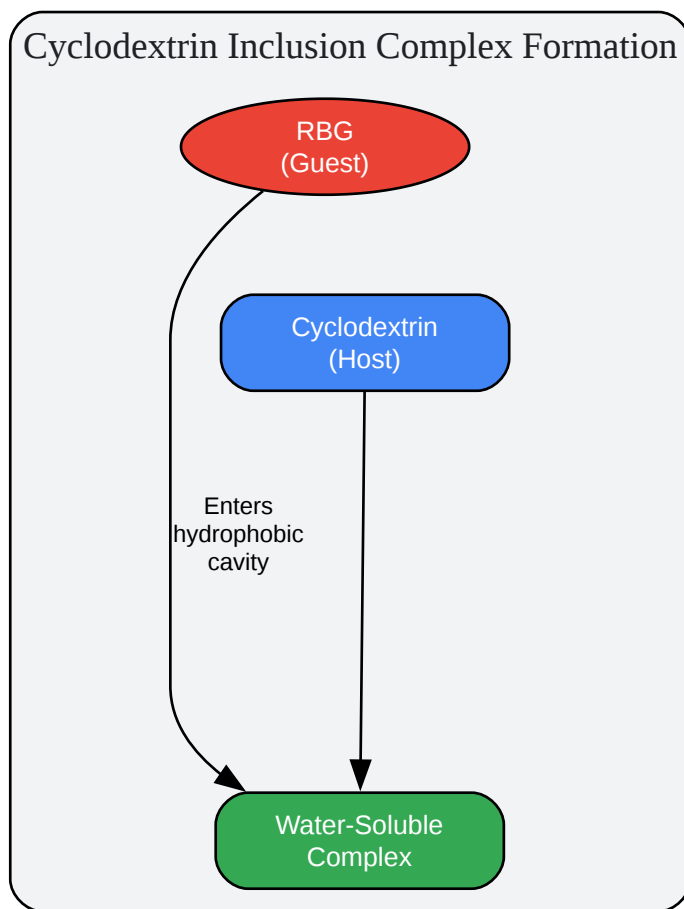 Cyclodextrin Inclusion Complex Formation
RBG
(Guest)
Cyclodextrin
(Host)
Enters
hydrophobic
cavity
Water-Soluble
Complex